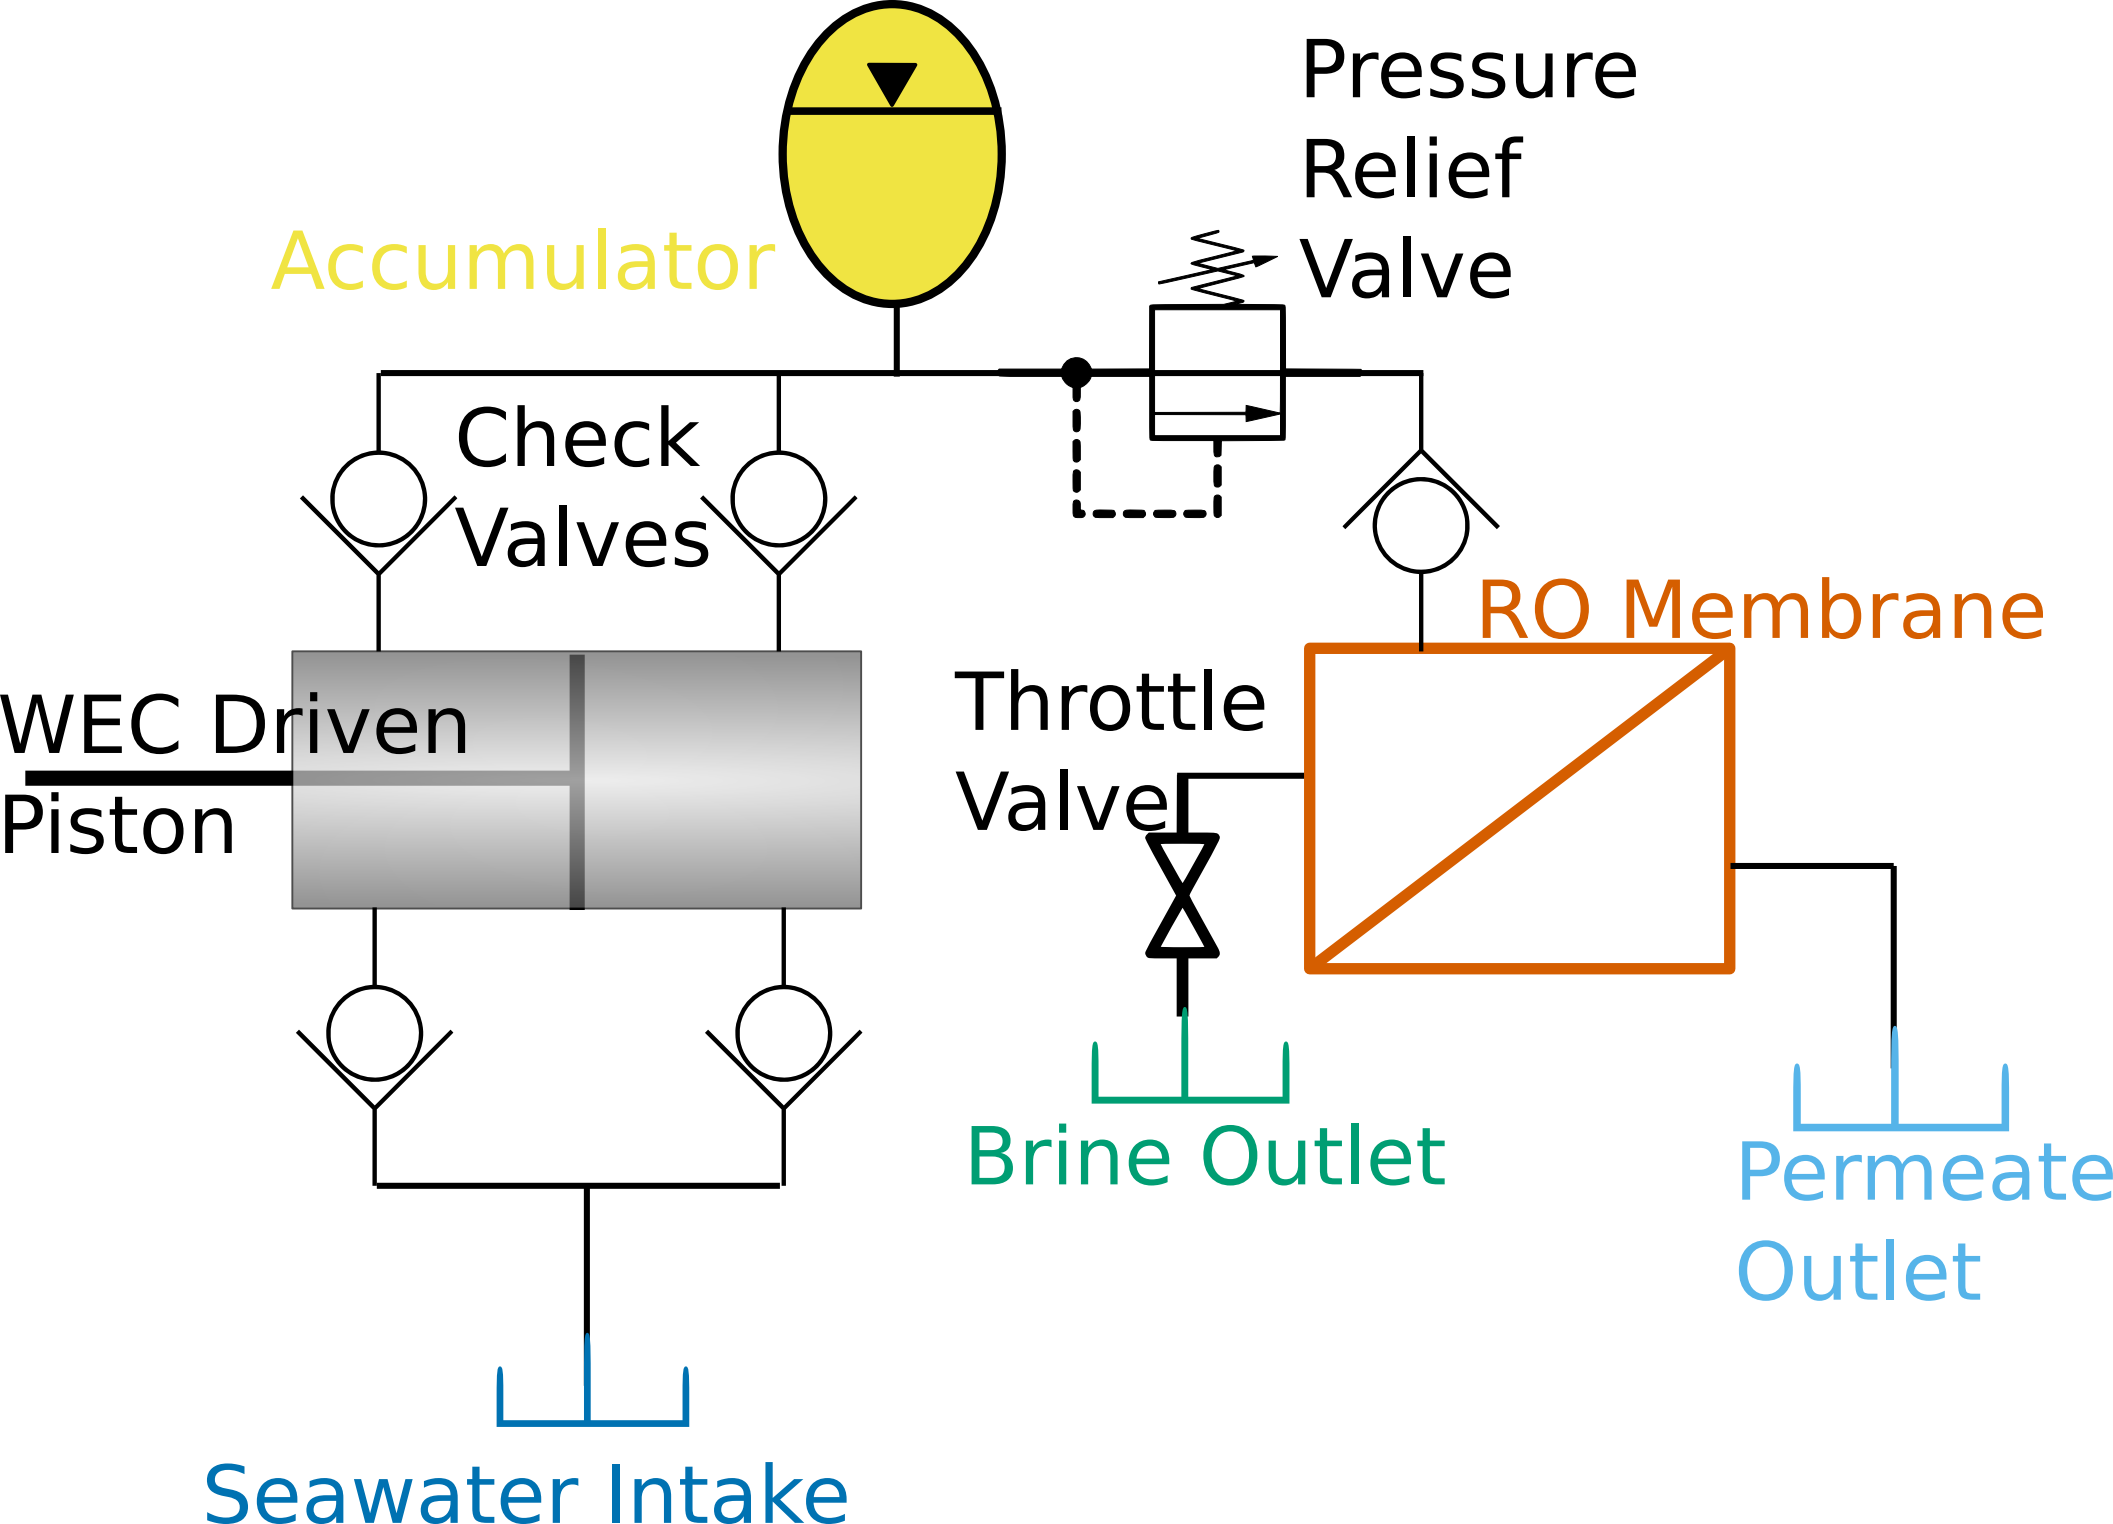 Pressure
Relief
Valve
Accumulator
Check
Valves
RO Membrane
WEC Driven
Piston
Throttle
Valve
Brine Outlet
Permeate
Outlet
Seawater Intake